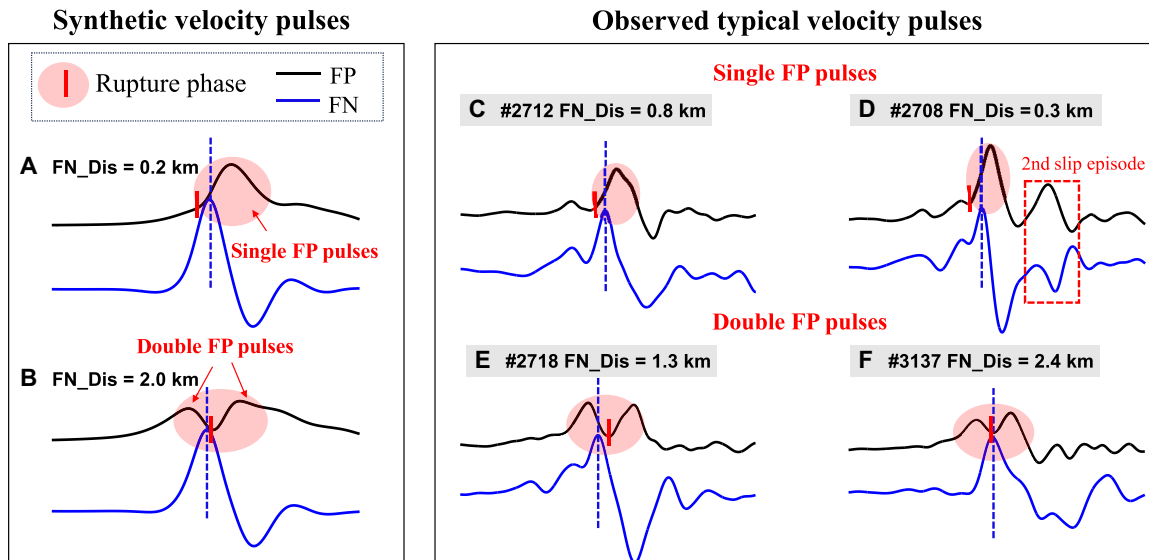 Synthetic velocity pulses
Rupture phase
FP
FN
A FN_Dis = 0.2 km
Single FP pulses
Double FP pulses
B FN_Dis = 2.0 km
Observed typical velocity pulses
Single FP pulses
C #2712 FN_Dis = 0.8 km
D #2708 FN_Dis = 0.3 km
2nd slip episode
Double FP pulses
E #2718 FN_Dis = 1.3 km
F #3137 FN_Dis = 2.4 km